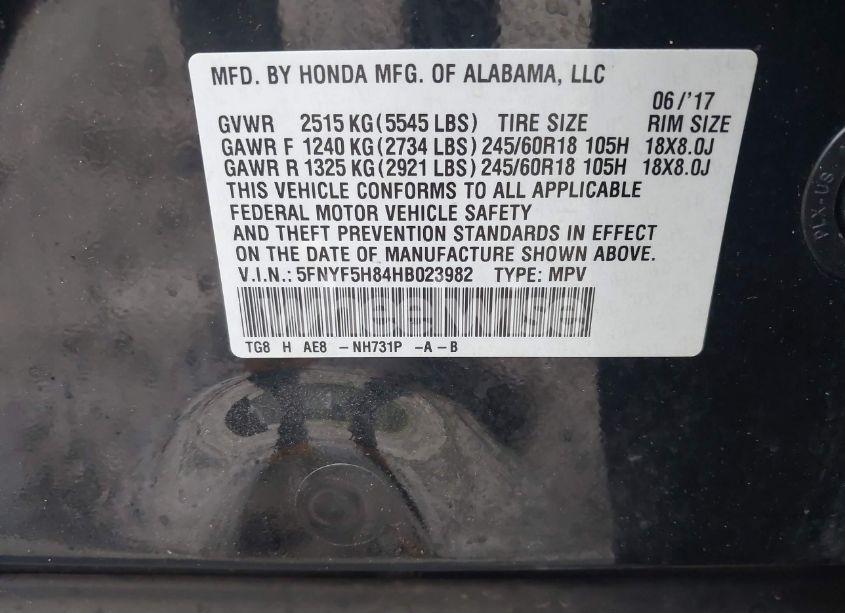 MFD. BY HONDA MFG. OF ALABAMA, LLC
06/'17
GVWR 2515 KG(5545 LBS) TIRE SIZE RIM SIZE
GAWR F 1240 KG(2734 LBS) 245/60R18 105H 18X8.0J
GAWR R 1325 KG(2921 LBS) 245/60R18 105H 18X8.0J
THIS VEHICLE CONFORMS TO ALL APPLICABLE
FEDERAL MOTOR VEHICLE SAFETY
AND THEFT PREVENTION STANDARDS IN EFFECT
ON THE DATE OF MANUFACTURE SHOWN ABOVE.
V.I.N.: 5FNYF5H84HB023982 TYPE: MPV
TG8 H AE8 -NH731P -A-B
PLX-US